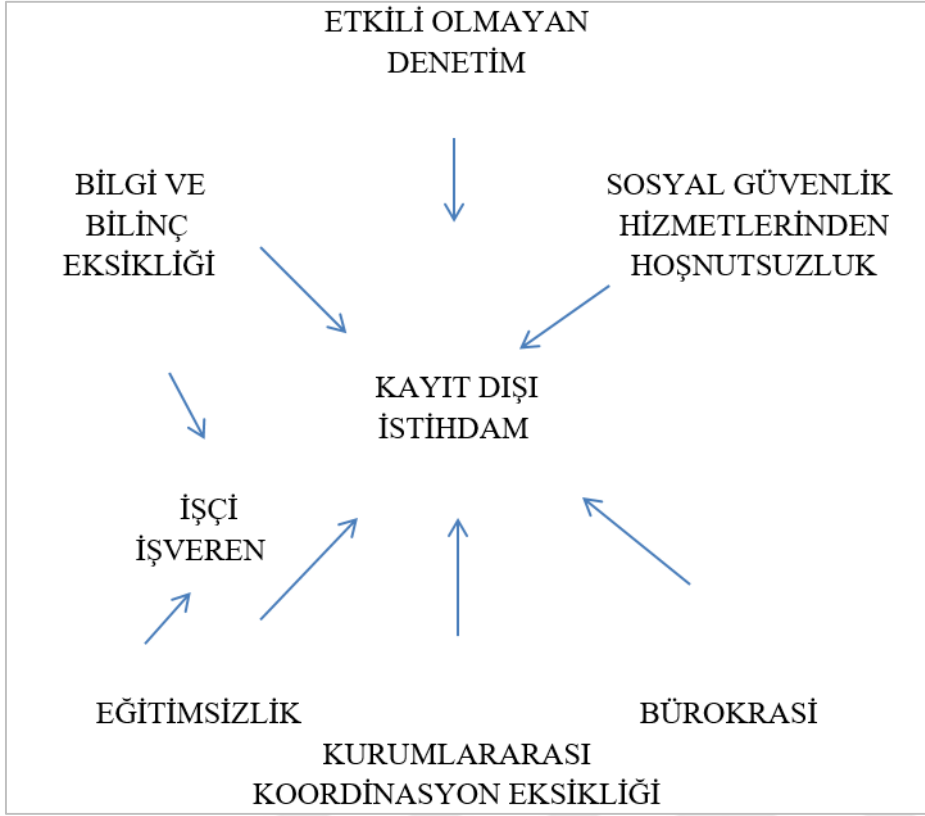 ETKİLİ OLMAYAN
DENETİM
BİLGİ VE
BİLİNÇ
EKSİKLİĞİ
SOSYAL GÜVENLİK
HİZMETLERİNDEN
HOŞNUTSUZLUK
KAYIT DIŞI
İSTİHDAM
İŞÇİ
İŞVEREN
EĞİTİMSİZLİK
BÜROKRASİ
KURUMLARARASI
KOORDİNASYON EKSİKLİĞİ